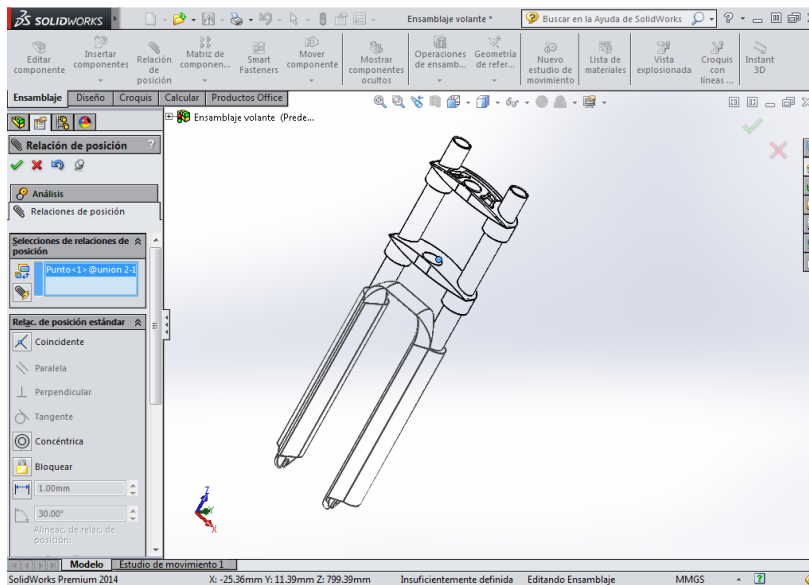 SOLIDWORKS
Ensamblaje volante *
Buscar en la Ayuda de SolidWorks
Editar componente
Insertar componentes
Relación de posición
Matriz de componen...
Smart Fasteners
Mover componente
Mostrar componentes ocultos
Operaciones de ensamb...
Geometría de refer...
Nuevo estudio de movimiento
Lista de materiales
Vista explosionada
Croquis con líneas ...
Instant 3D
Ensamblaje Diseño Croquis Calcular Productos Office
Ensamblaje volante (Prede...
Relación de posición ?
Análisis
Relaciones de posición
Selecciones de relaciones de posición
Punto<1>@union 2-1
Relac. de posición estándar
Coincidente
Paralela
Perpendicular
Tangente
Concéntrica
Bloquear
1.00mm
30.00°
Alineac. de relac. de posición:
Z
Y
X
Modelo Estudio de movimiento 1
SolidWorks Premium 2014 X: -25.36mm Y: 11.39mm Z: 799.39mm Insuficientemente definida Editando Ensamblaje MMGS